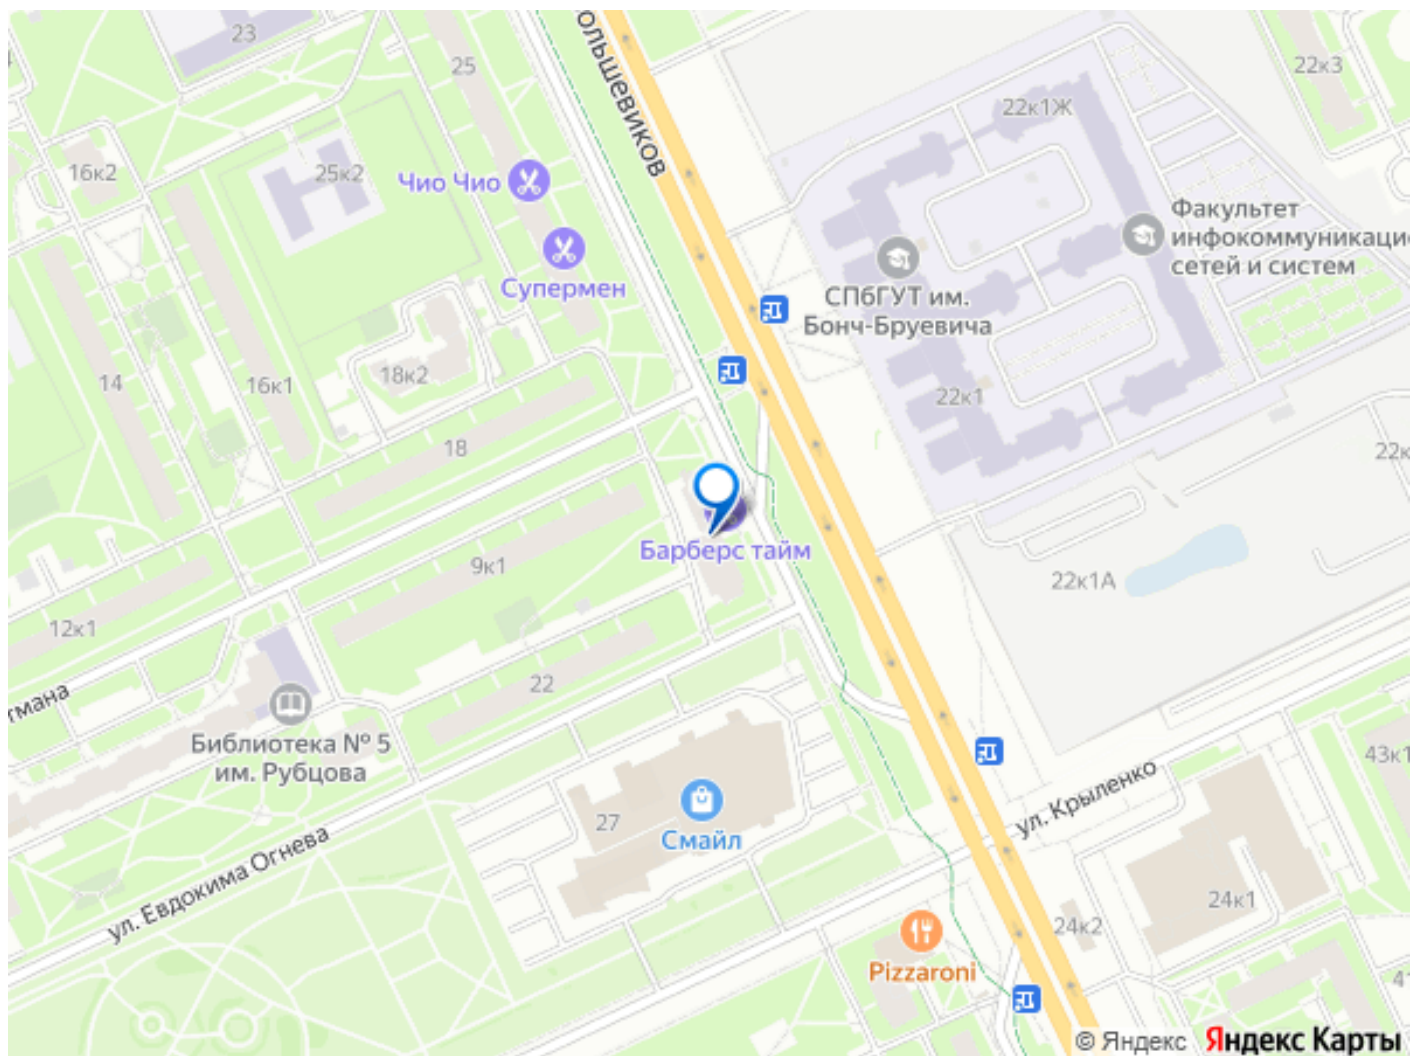 23
25
ольшевиков
22к3
22к1Ж
16к2
25к2
Чио Чио
Супермен
СПбГУТ им.
Бонч-Бруевича
Факультет
инфокоммуникацио
сетей и систем
14
16к1
18к2
22к1
18
22к
Барберс тайм
9к1
22к1А
12к1
тмана
22
Библиотека № 5
им. Рубцова
27
Смайл
ул. Крыленко
43к1
ул. Евдокима Огнева
24к1
24к2
Pizzaroni
41
© Яндекс Яндекс Карты